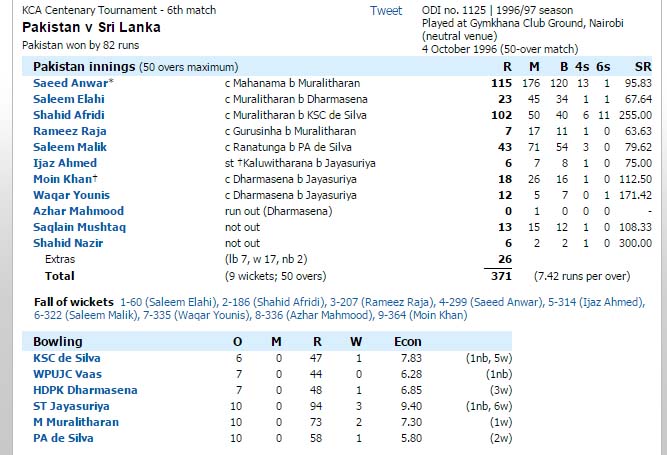 KCA Centenary Tournament - 6th match
Tweet
ODI no. 1125 | 1996/97 season
Pakistan v Sri Lanka
Played at Gymkhana Club Ground, Nairobi
(neutral venue)
Pakistan won by 82 runs
4 October 1996 (50-over match)
Pakistan innings (50 overs maximum) R M B 4s 6s SR
Saeed Anwar* c Mahanama b Muralitharan 115 176 120 13 1 95.83
Saleem Elahi c Muralitharan b Dharmasena 23 45 34 1 1 67.64
Shahid Afridi c Muralitharan b KSC de Silva 102 50 40 6 11 255.00
Rameez Raja c Gurusinha b Muralitharan 7 17 11 1 0 63.63
Saleem Malik c Ranatunga b PA de Silva 43 71 54 3 0 79.62
Ijaz Ahmed st †Kaluwitharana b Jayasuriya 6 7 8 1 0 75.00
Moin Khan† c Dharmasena b Jayasuriya 18 26 16 1 0 112.50
Waqar Younis c Dharmasena b Jayasuriya 12 5 7 0 1 171.42
Azhar Mahmood run out (Dharmasena) 0 1 0 0 0 -
Saqlain Mushtaq not out 13 15 12 1 0 108.33
Shahid Nazir not out 6 2 2 1 0 300.00
Extras (lb 7, w 17, nb 2) 26
Total (9 wickets; 50 overs) 371 (7.42 runs per over)
Fall of wickets 1-60 (Saleem Elahi), 2-186 (Shahid Afridi), 3-207 (Rameez Raja), 4-299 (Saeed Anwar), 5-314 (Ijaz Ahmed),
6-322 (Saleem Malik), 7-335 (Waqar Younis), 8-336 (Azhar Mahmood), 9-364 (Moin Khan)
Bowling O M R W Econ
KSC de Silva 6 0 47 1 7.83 (1nb, 5w)
WPUJC Vaas 7 0 44 0 6.28 (1nb)
HDPK Dharmasena 7 0 48 1 6.85 (3w)
ST Jayasuriya 10 0 94 3 9.40 (1nb, 6w)
M Muralitharan 10 0 73 2 7.30 (1w)
PA de Silva 10 0 58 1 5.80 (2w)